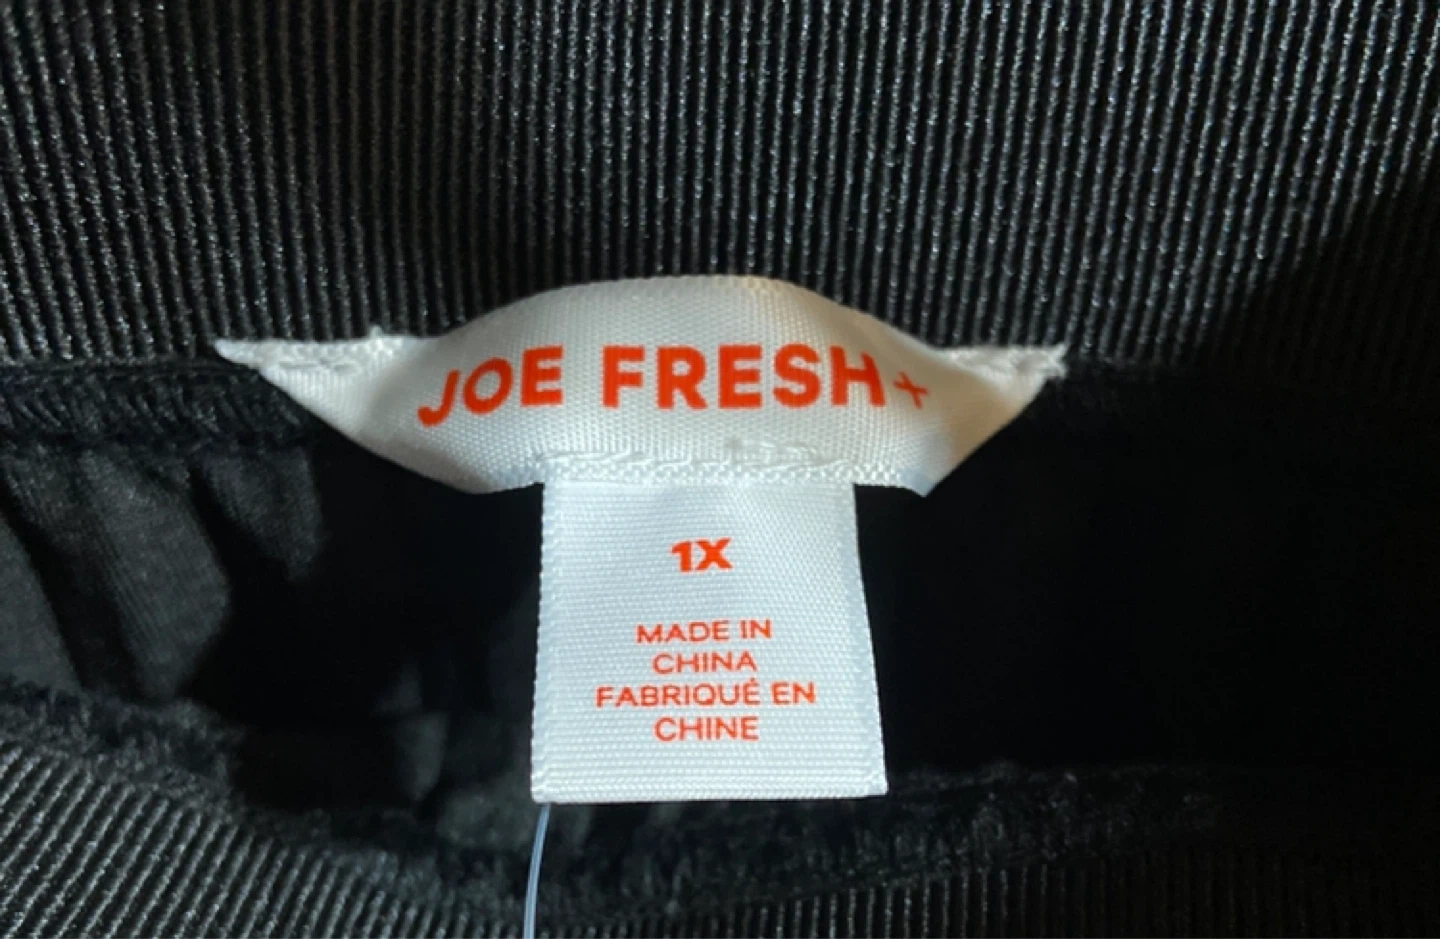 JOE FRESH+
1X
MADE IN
CHINA
FABRIQUÉ EN
CHINE